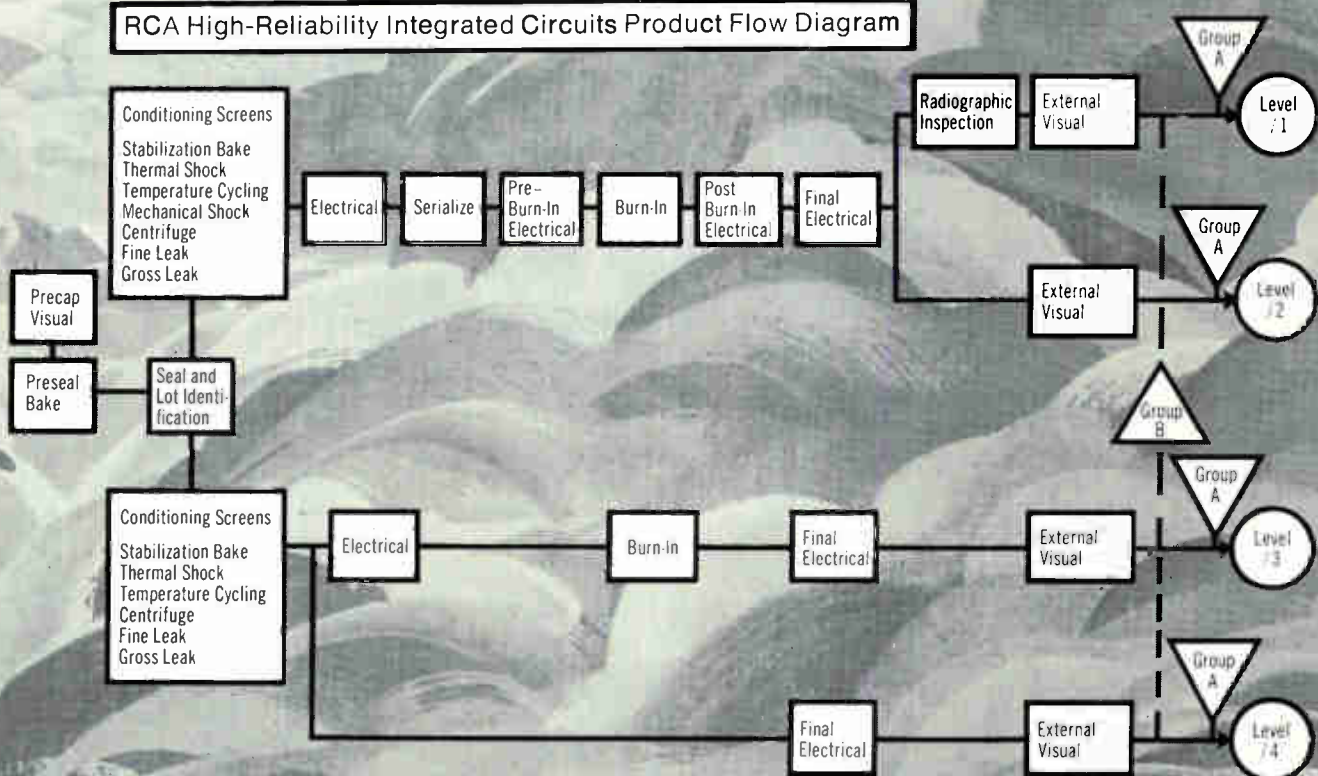 RCA High-Reliability Integrated Circuits Product Flow Diagram
Precap
Visual
Preseal
Bake
Seal and
Lot Identi-
fication
Conditioning Screens
Stabilization Bake
Thermal Shock
Temperature Cycling
Mechanical Shock
Centrifuge
Fine Leak
Gross Leak
Electrical
Serialize
Pre-
Burn-In
Electrical
Burn-In
Post
Burn-In
Electrical
Final
Electrical
Radiographic
Inspection
External
Visual
Group
A
Level
/1
External
Visual
Group
A
Level
/2
Group
B
Conditioning Screens
Stabilization Bake
Thermal Shock
Temperature Cycling
Centrifuge
Fine Leak
Gross Leak
Electrical
Burn-In
Final
Electrical
External
Visual
Group
A
Level
/3
Final
Electrical
External
Visual
Group
A
Level
/4